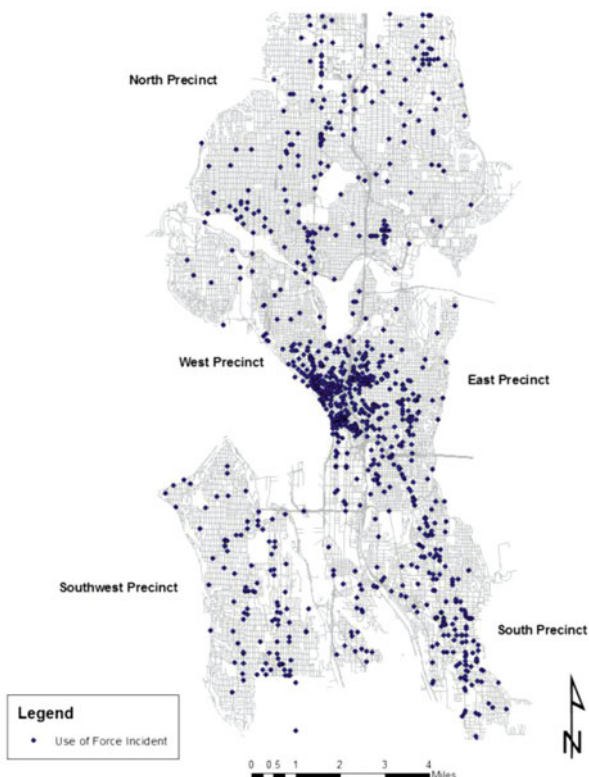 North Precinct
West Precinct
East Precinct
Southwest Precinct
South Precinct
Legend
Use of Force Incident
N
0 0.5 1 2 3 4
Miles